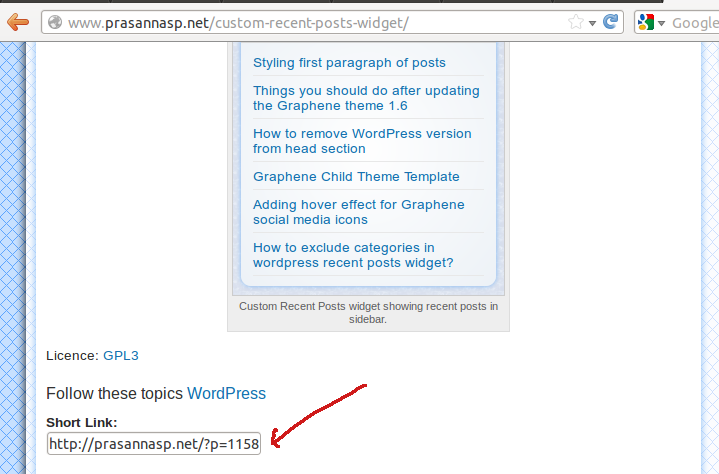 www.prasannasp.net/custom-recent-posts-widget/
Google
Styling first paragraph of posts
Things you should do after updating
the Graphene theme 1.6
How to remove WordPress version
from head section
Graphene Child Theme Template
Adding hover effect for Graphene
social media icons
How to exclude categories in
wordpress recent posts widget?
Custom Recent Posts widget showing recent posts in
sidebar.
Licence: GPL3
Follow these topics WordPress
Short Link:
http://prasannasp.net/?p=1158